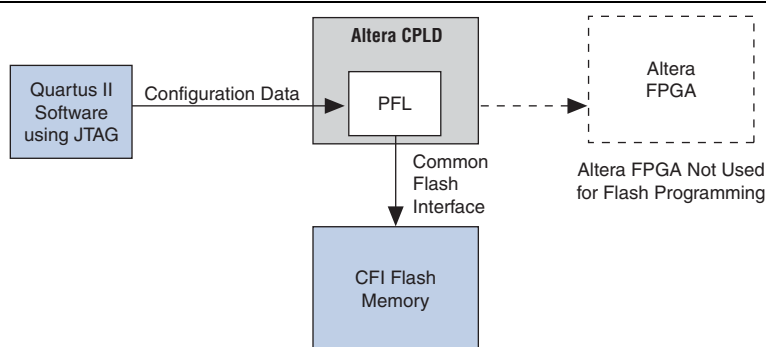 Altera CPLD
Quartus II
Software
using JTAG
Configuration Data
PFL
Altera
FPGA
Common
Flash
Interface
Altera FPGA Not Used
for Flash Programming
CFI Flash
Memory